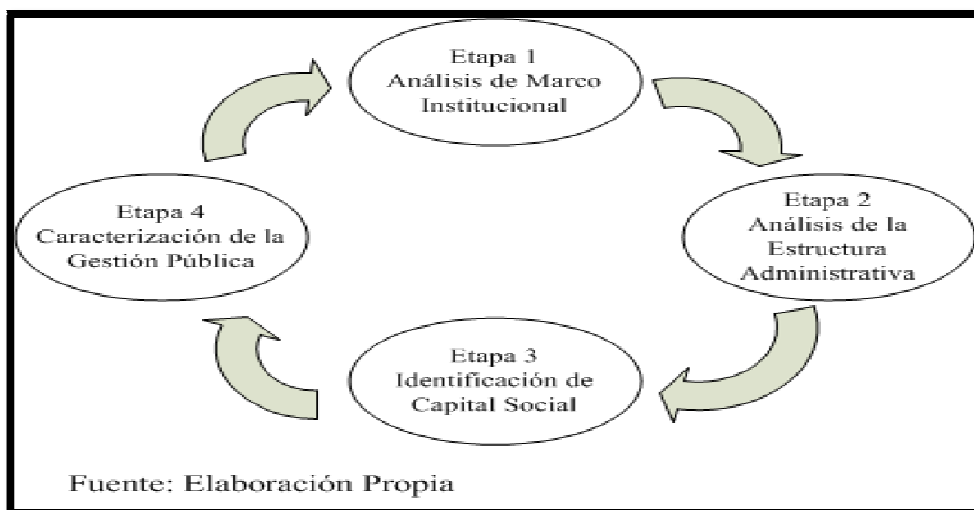 Etapa 1
Análisis de Marco
Institucional
Etapa 2
Análisis de la
Estructura
Administrativa
Etapa 3
Identificación de
Capital Social
Etapa 4
Caracterización de la
Gestión Pública
Fuente: Elaboración Propia